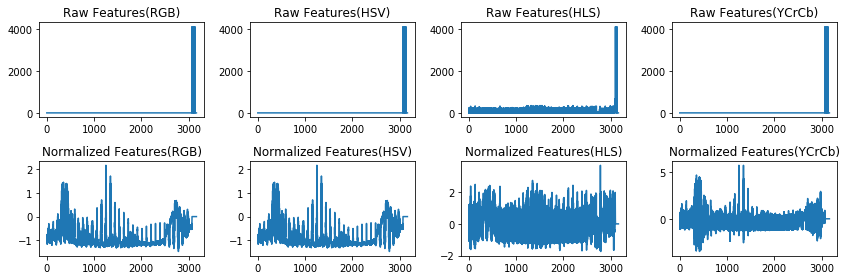 Raw Features(RGB) Raw Features(HSV) Raw Features(HLS) Raw Features(YCrCb)
4000 4000 4000 4000
2000 2000 2000 2000
0 0 0 0
0 1000 2000 3000 0 1000 2000 3000 0 1000 2000 3000 0 1000 2000 3000
Normalized Features(RGB) Normalized Features(HSV) Normalized Features(HLS) Normalized Features(YCrCb)
2 2 2 5
1 1 0 0
0 0 −2
−1 −1
0 1000 2000 3000 0 1000 2000 3000 0 1000 2000 3000 0 1000 2000 3000